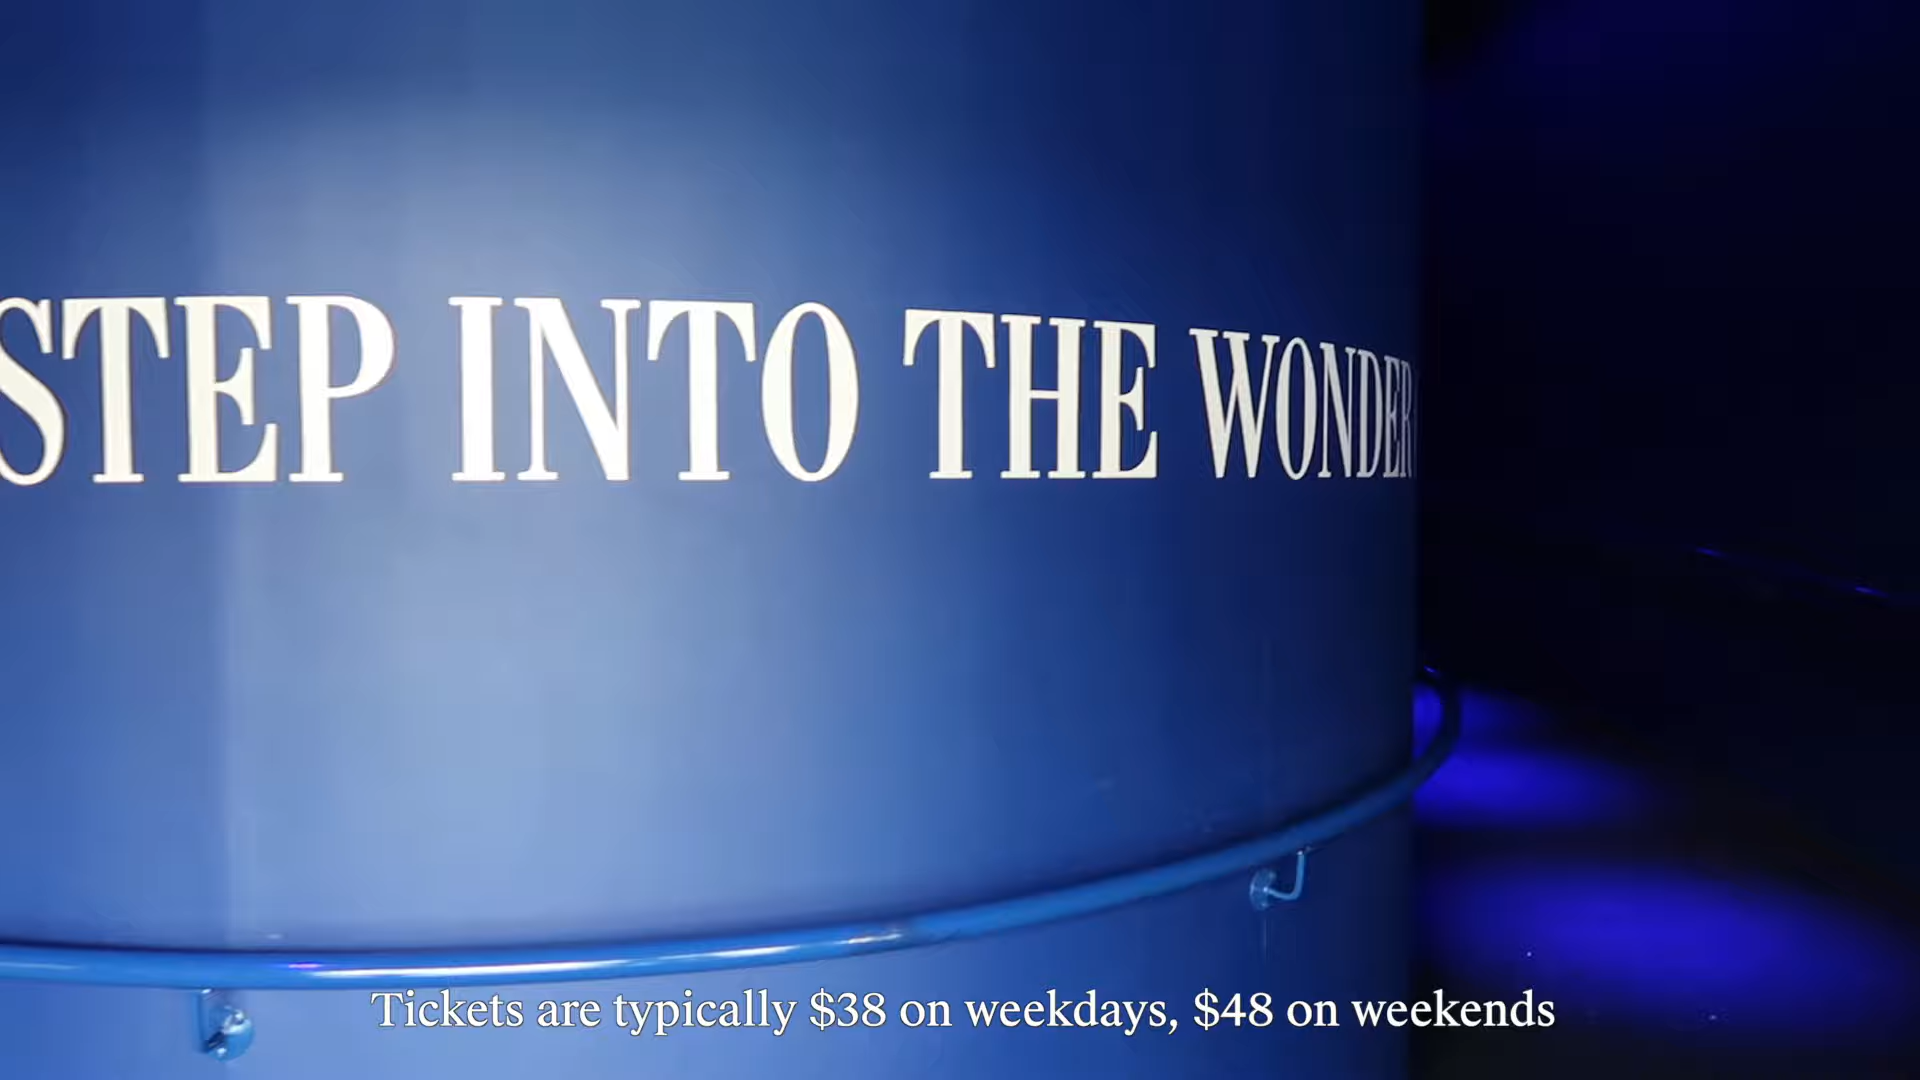 STEP INTO THE WONDER
Tickets are typically $38 on weekdays, $48 on weekends